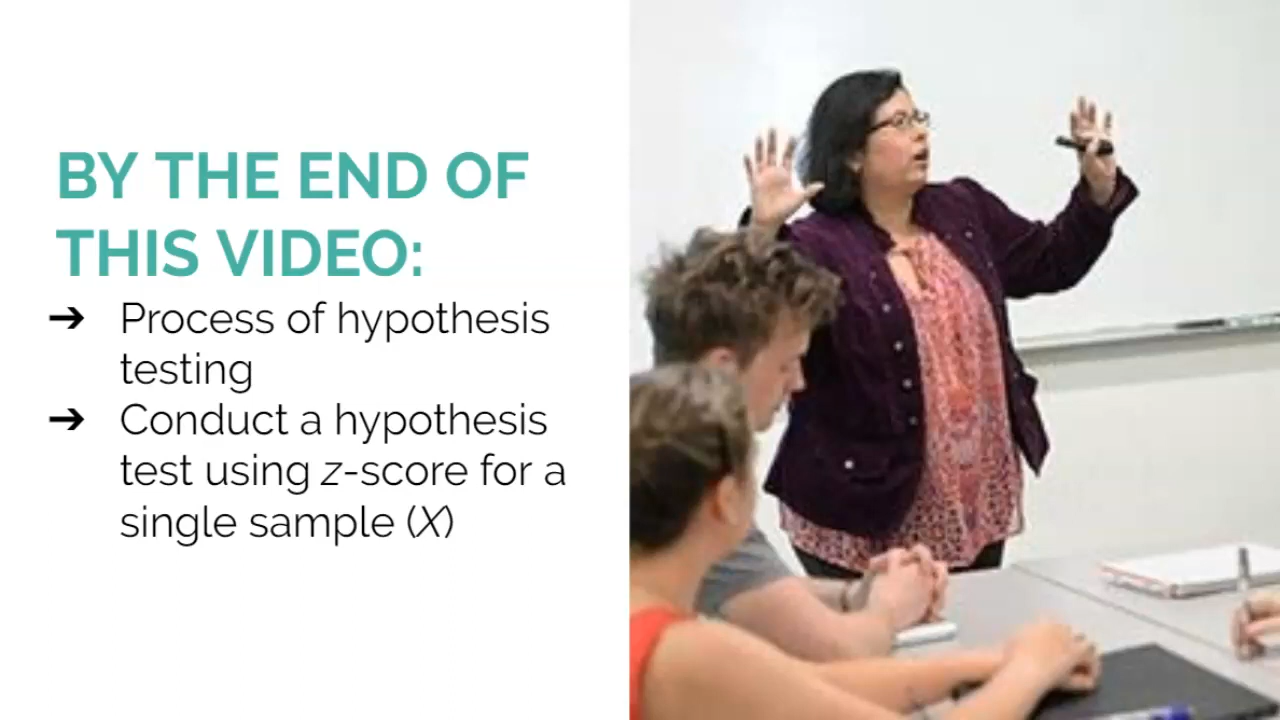 BY THE END OF
THIS VIDEO:
➔ Process of hypothesis
testing
➔ Conduct a hypothesis
test using z-score for a
single sample (X)